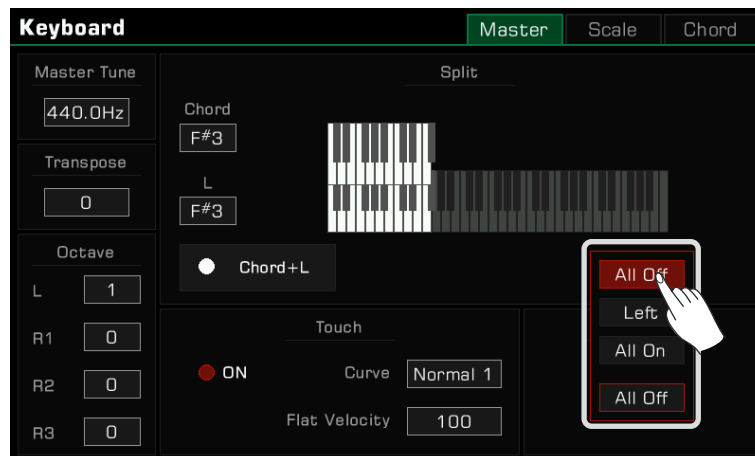 Keyboard
Master
Scale
Chord
Master Tune
440.0Hz
Transpose
0
Octave
L
1
R1
0
R2
0
R3
0
Split
Chord
F#3
L
F#3
Chord+L
Touch
ON
Curve
Normal 1
Flat Velocity
100
All Off
Left
All On
All Off